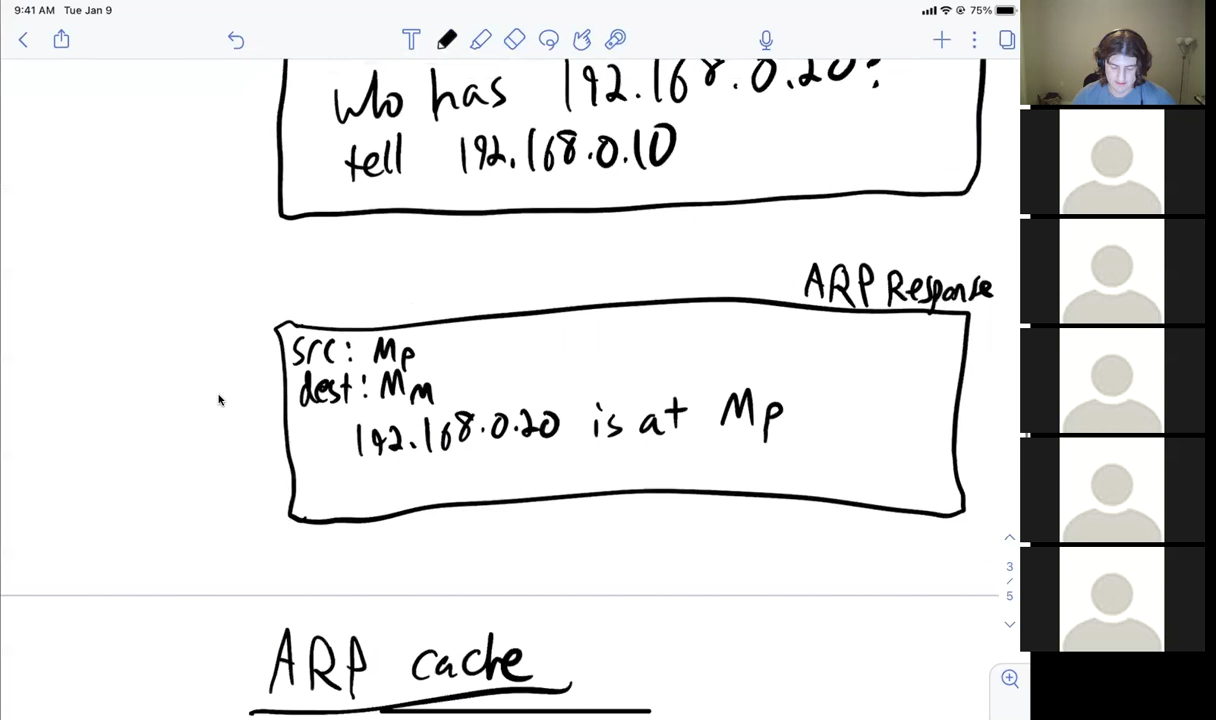 9:41 AM Tue Jan 9
75%
who has 192.168.0.20?
tell 192.168.0.10
ARP Response
src: Mp
dest: MM
192.168.0.20 is at Mp
3
/
5
ARP cache